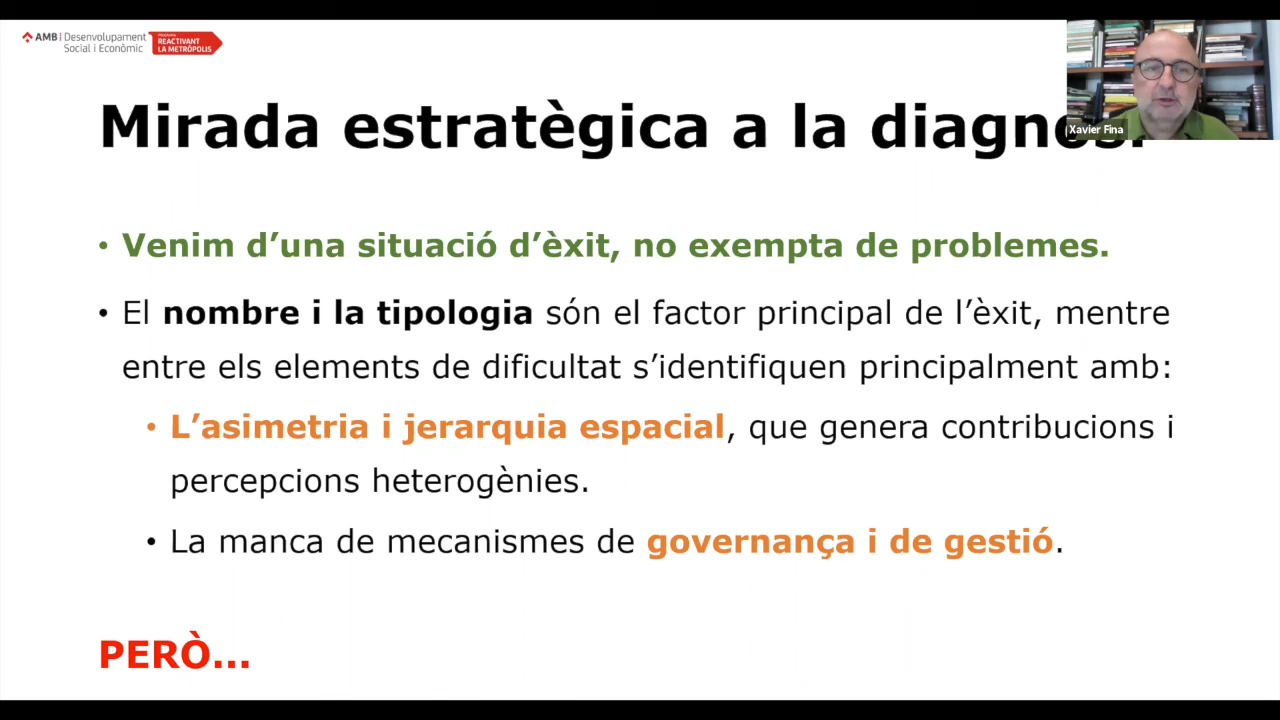 AMB Desenvolupament
Social i Econòmic
REACTIVANT
LA METRÒPOLIS
Xavier Fina
Mirada estratègica a la
• Venim d’una situació d’èxit, no exempta de problemes.
• El nombre i la tipologia són el factor principal de l’èxit, mentre
entre els elements de dificultat s’identifiquen principalment amb:
• L’asimetria i jerarquia espacial, que genera contribucions i
percepcions heterogènies.
• La manca de mecanismes de governança i de gestió.
PERÒ...